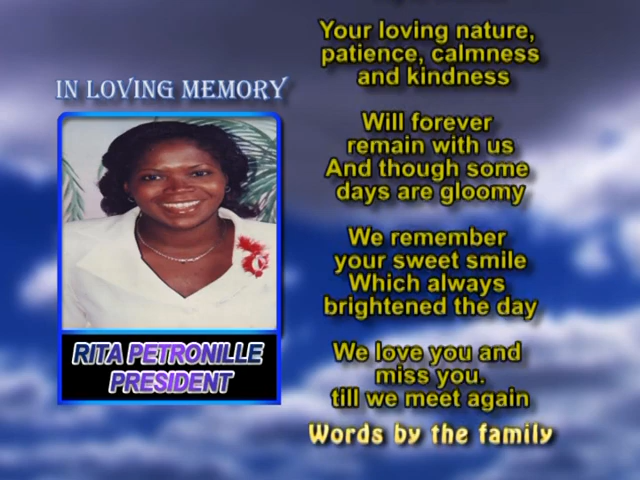 IN LOVING MEMORY
RITA PETRONILLE
PRESIDENT
Your loving nature,
patience, calmness
and kindness
Will forever
remain with us
And though some
days are gloomy
We remember
your sweet smile
Which always
brightened the day
We love you and
miss you.
till we meet again
Words by the family